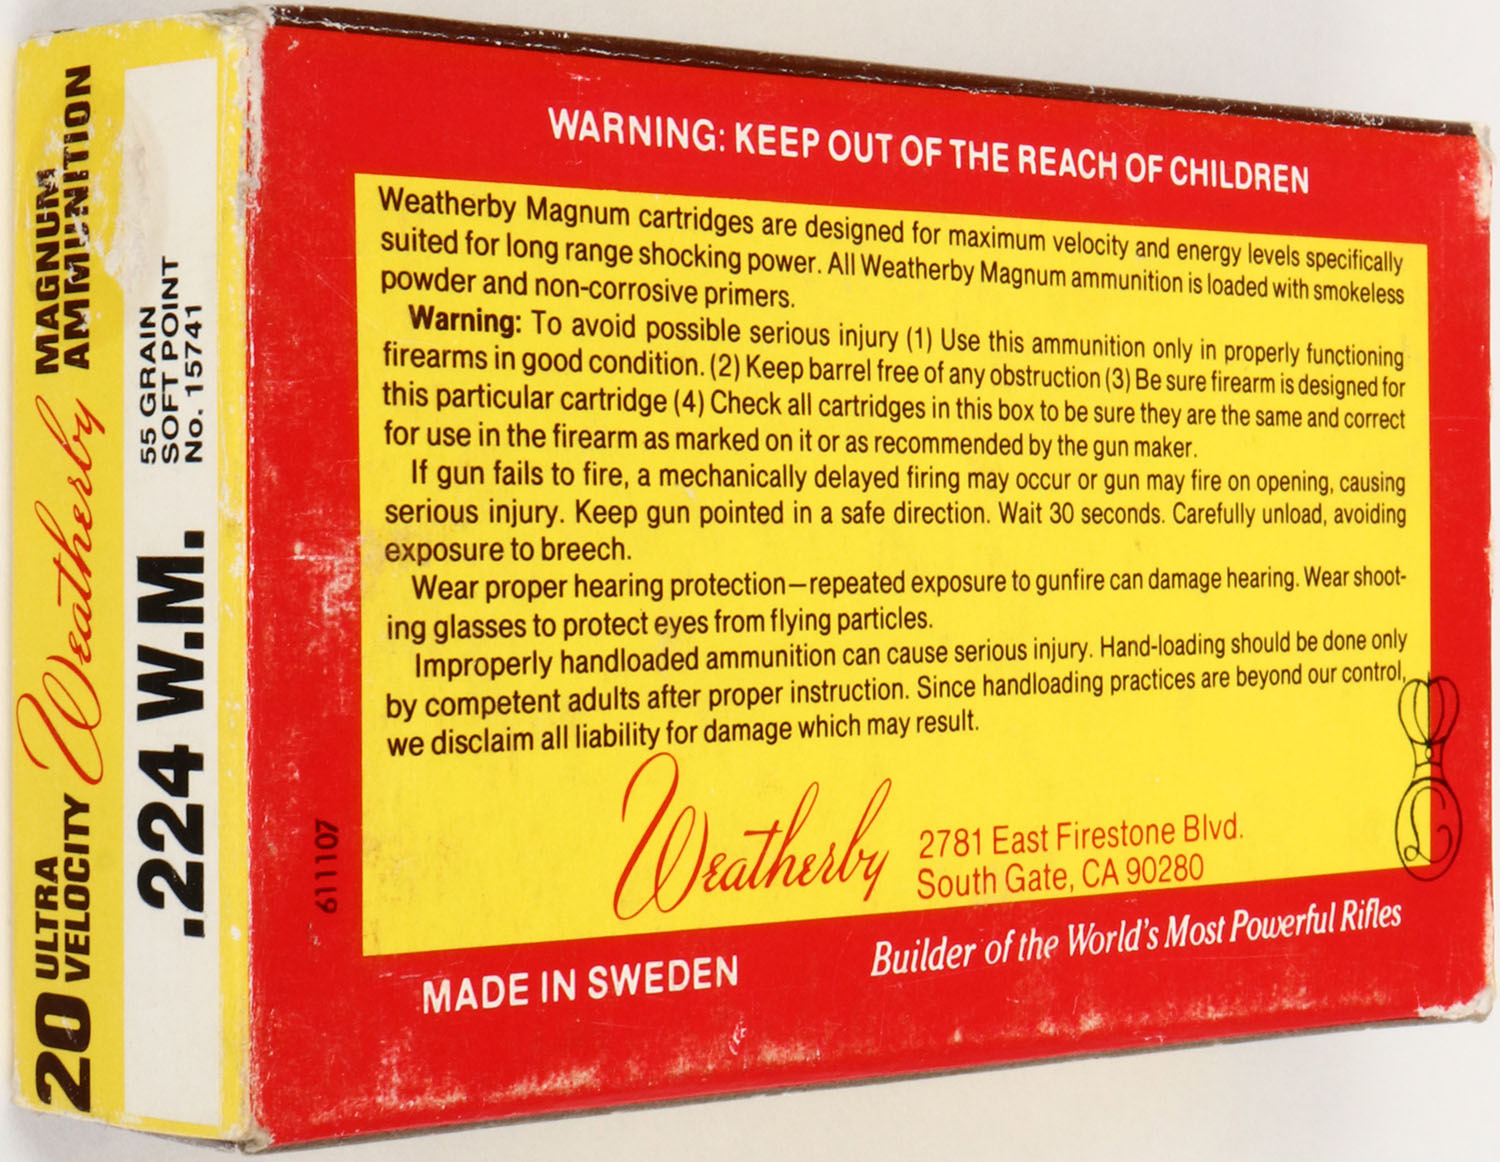 20 ULTRA
VELOCITY
Weatherby
MAGNUM
AMMUNITION
.224 W.M.
55 GRAIN
SOFT POINT
No. 15741
WARNING: KEEP OUT OF THE REACH OF CHILDREN
Weatherby Magnum cartridges are designed for maximum velocity and energy levels specifically
suited for long range shocking power. All Weatherby Magnum ammunition is loaded with smokeless
powder and non-corrosive primers.
Warning: To avoid possible serious injury (1) Use this ammunition only in properly functioning
firearms in good condition. (2) Keep barrel free of any obstruction (3) Be sure firearm is designed for
this particular cartridge (4) Check all cartridges in this box to be sure they are the same and correct
for use in the firearm as marked on it or as recommended by the gun maker.
If gun fails to fire, a mechanically delayed firing may occur or gun may fire on opening, causing
serious injury. Keep gun pointed in a safe direction. Wait 30 seconds. Carefully unload, avoiding
exposure to breech.
Wear proper hearing protection—repeated exposure to gunfire can damage hearing. Wear shoot-
ing glasses to protect eyes from flying particles.
Improperly handloaded ammunition can cause serious injury. Hand-loading should be done only
by competent adults after proper instruction. Since handloading practices are beyond our control,
we disclaim all liability for damage which may result.
Weatherby
2781 East Firestone Blvd.
South Gate, CA 90280
611107
MADE IN SWEDEN
Builder of the World's Most Powerful Rifles